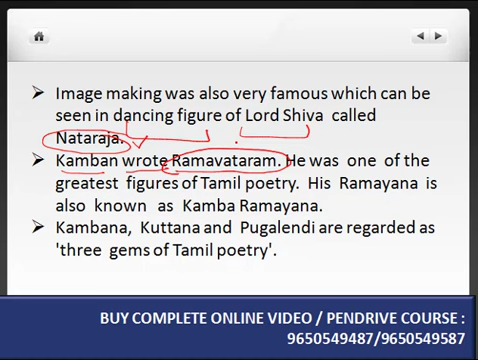 Image making was also very famous which can be
seen in dancing figure of Lord Shiva called
Nataraja.
Kamban wrote Ramavataram. He was one of the
greatest figures of Tamil poetry. His Ramayana is
also known as Kamba Ramayana.
Kambana, Kuttana and Pugalendi are regarded as
'three gems of Tamil poetry'.
BUY COMPLETE ONLINE VIDEO / PENDRIVE COURSE :
9650549487/9650549587